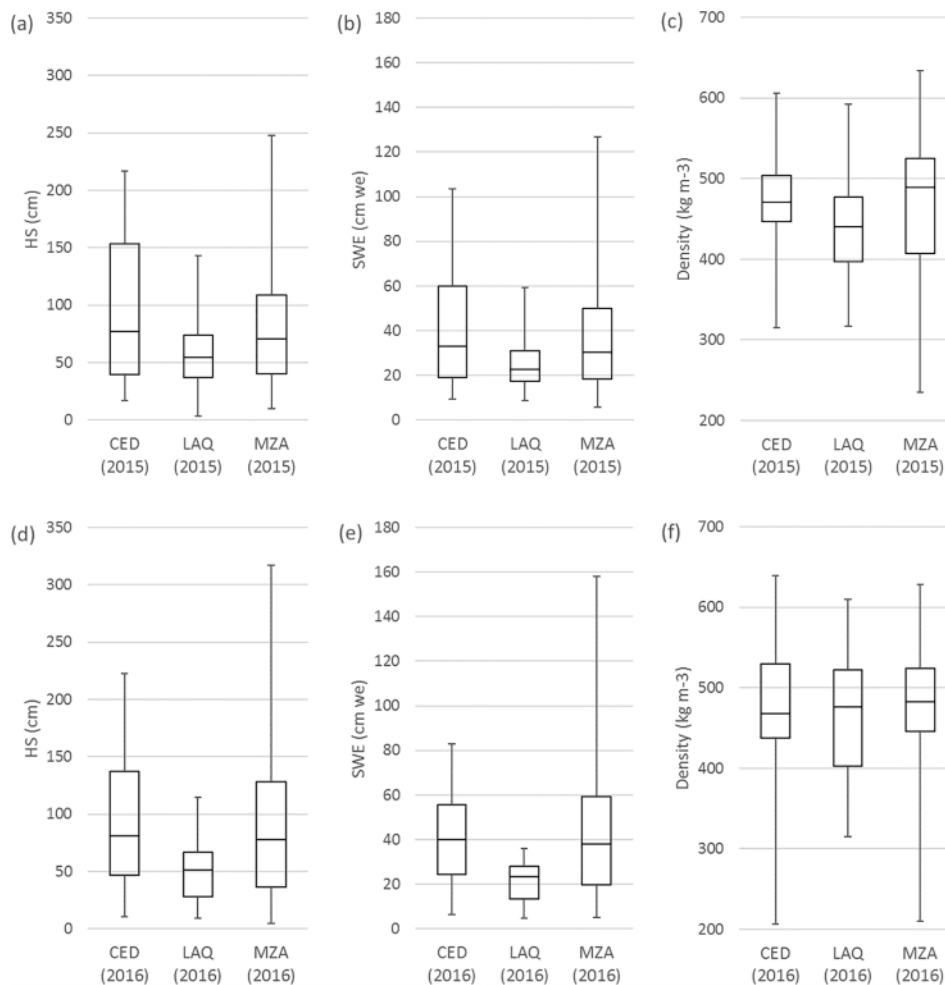 (a)
350
300
250
200
150
100
50
0
HS (cm)
CED LAQ MZA
(2015) (2015) (2015)
(b)
180
160
140
120
100
80
60
40
20
0
SWE (cm we)
CED LAQ MZA
(2015) (2015) (2015)
(c)
700
600
500
400
300
200
Density (kg m-3)
CED LAQ MZA
(2015) (2015) (2015)
(d)
350
300
250
200
150
100
50
0
HS (cm)
CED LAQ MZA
(2016) (2016) (2016)
(e)
180
160
140
120
100
80
60
40
20
0
SWE (cm we)
CED LAQ MZA
(2016) (2016) (2016)
(f)
700
600
500
400
300
200
Density (kg m-3)
CED LAQ MZA
(2016) (2016) (2016)